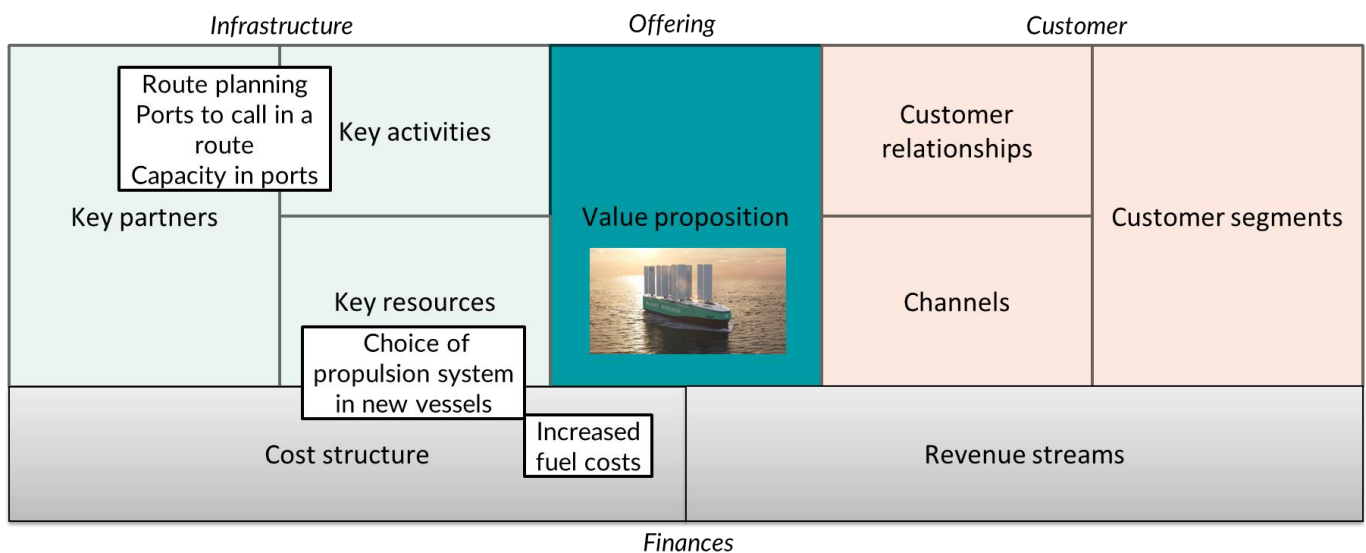 Infrastructure
Offering
Customer
Route planning
Ports to call in a
route
Capacity in ports
Key activities
Key partners
Key resources
Choice of
propulsion system
in new vessels
Value proposition
Customer
relationships
Channels
Customer segments
Cost structure
Increased
fuel costs
Revenue streams
Finances